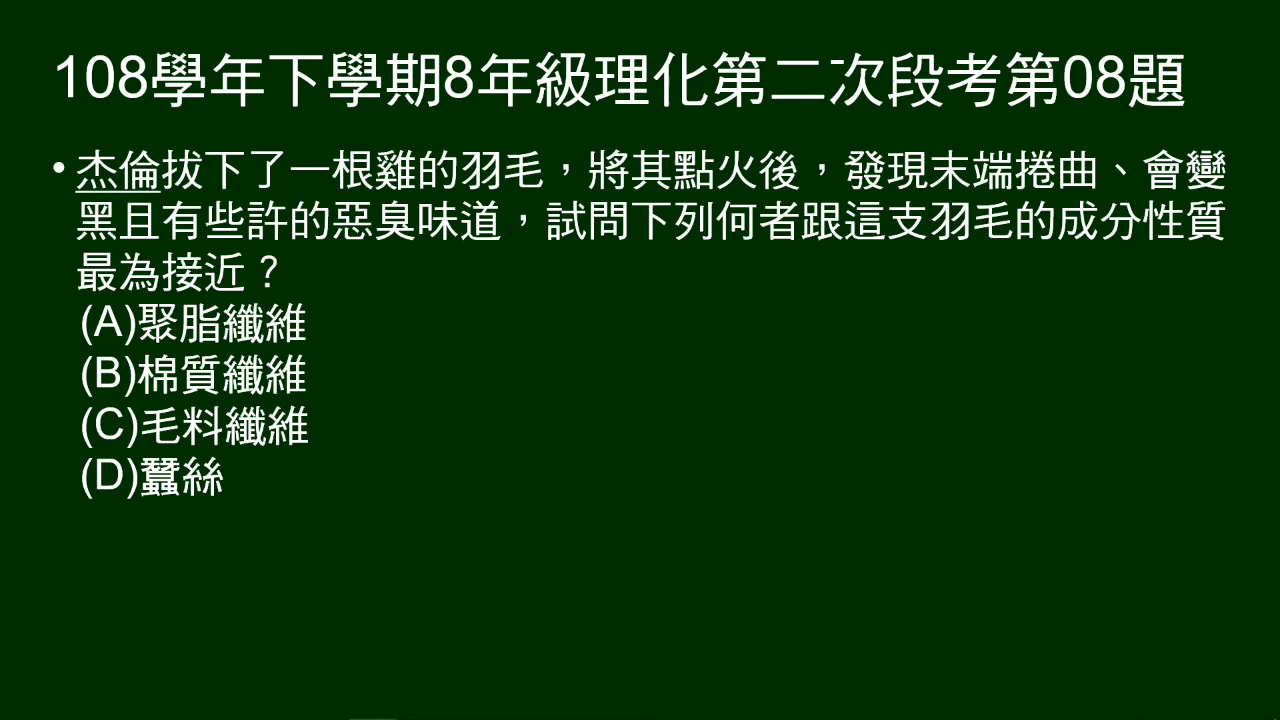 108學年下學期8年級理化第二次段考第08題
• 杰倫拔下了一根雞的羽毛，將其點火後，發現末端捲曲、會變
黑且有些許的惡臭味道，試問下列何者跟這支羽毛的成分性質
最為接近？
(A)聚脂纖維
(B)棉質纖維
(C)毛料纖維
(D)蠶絲